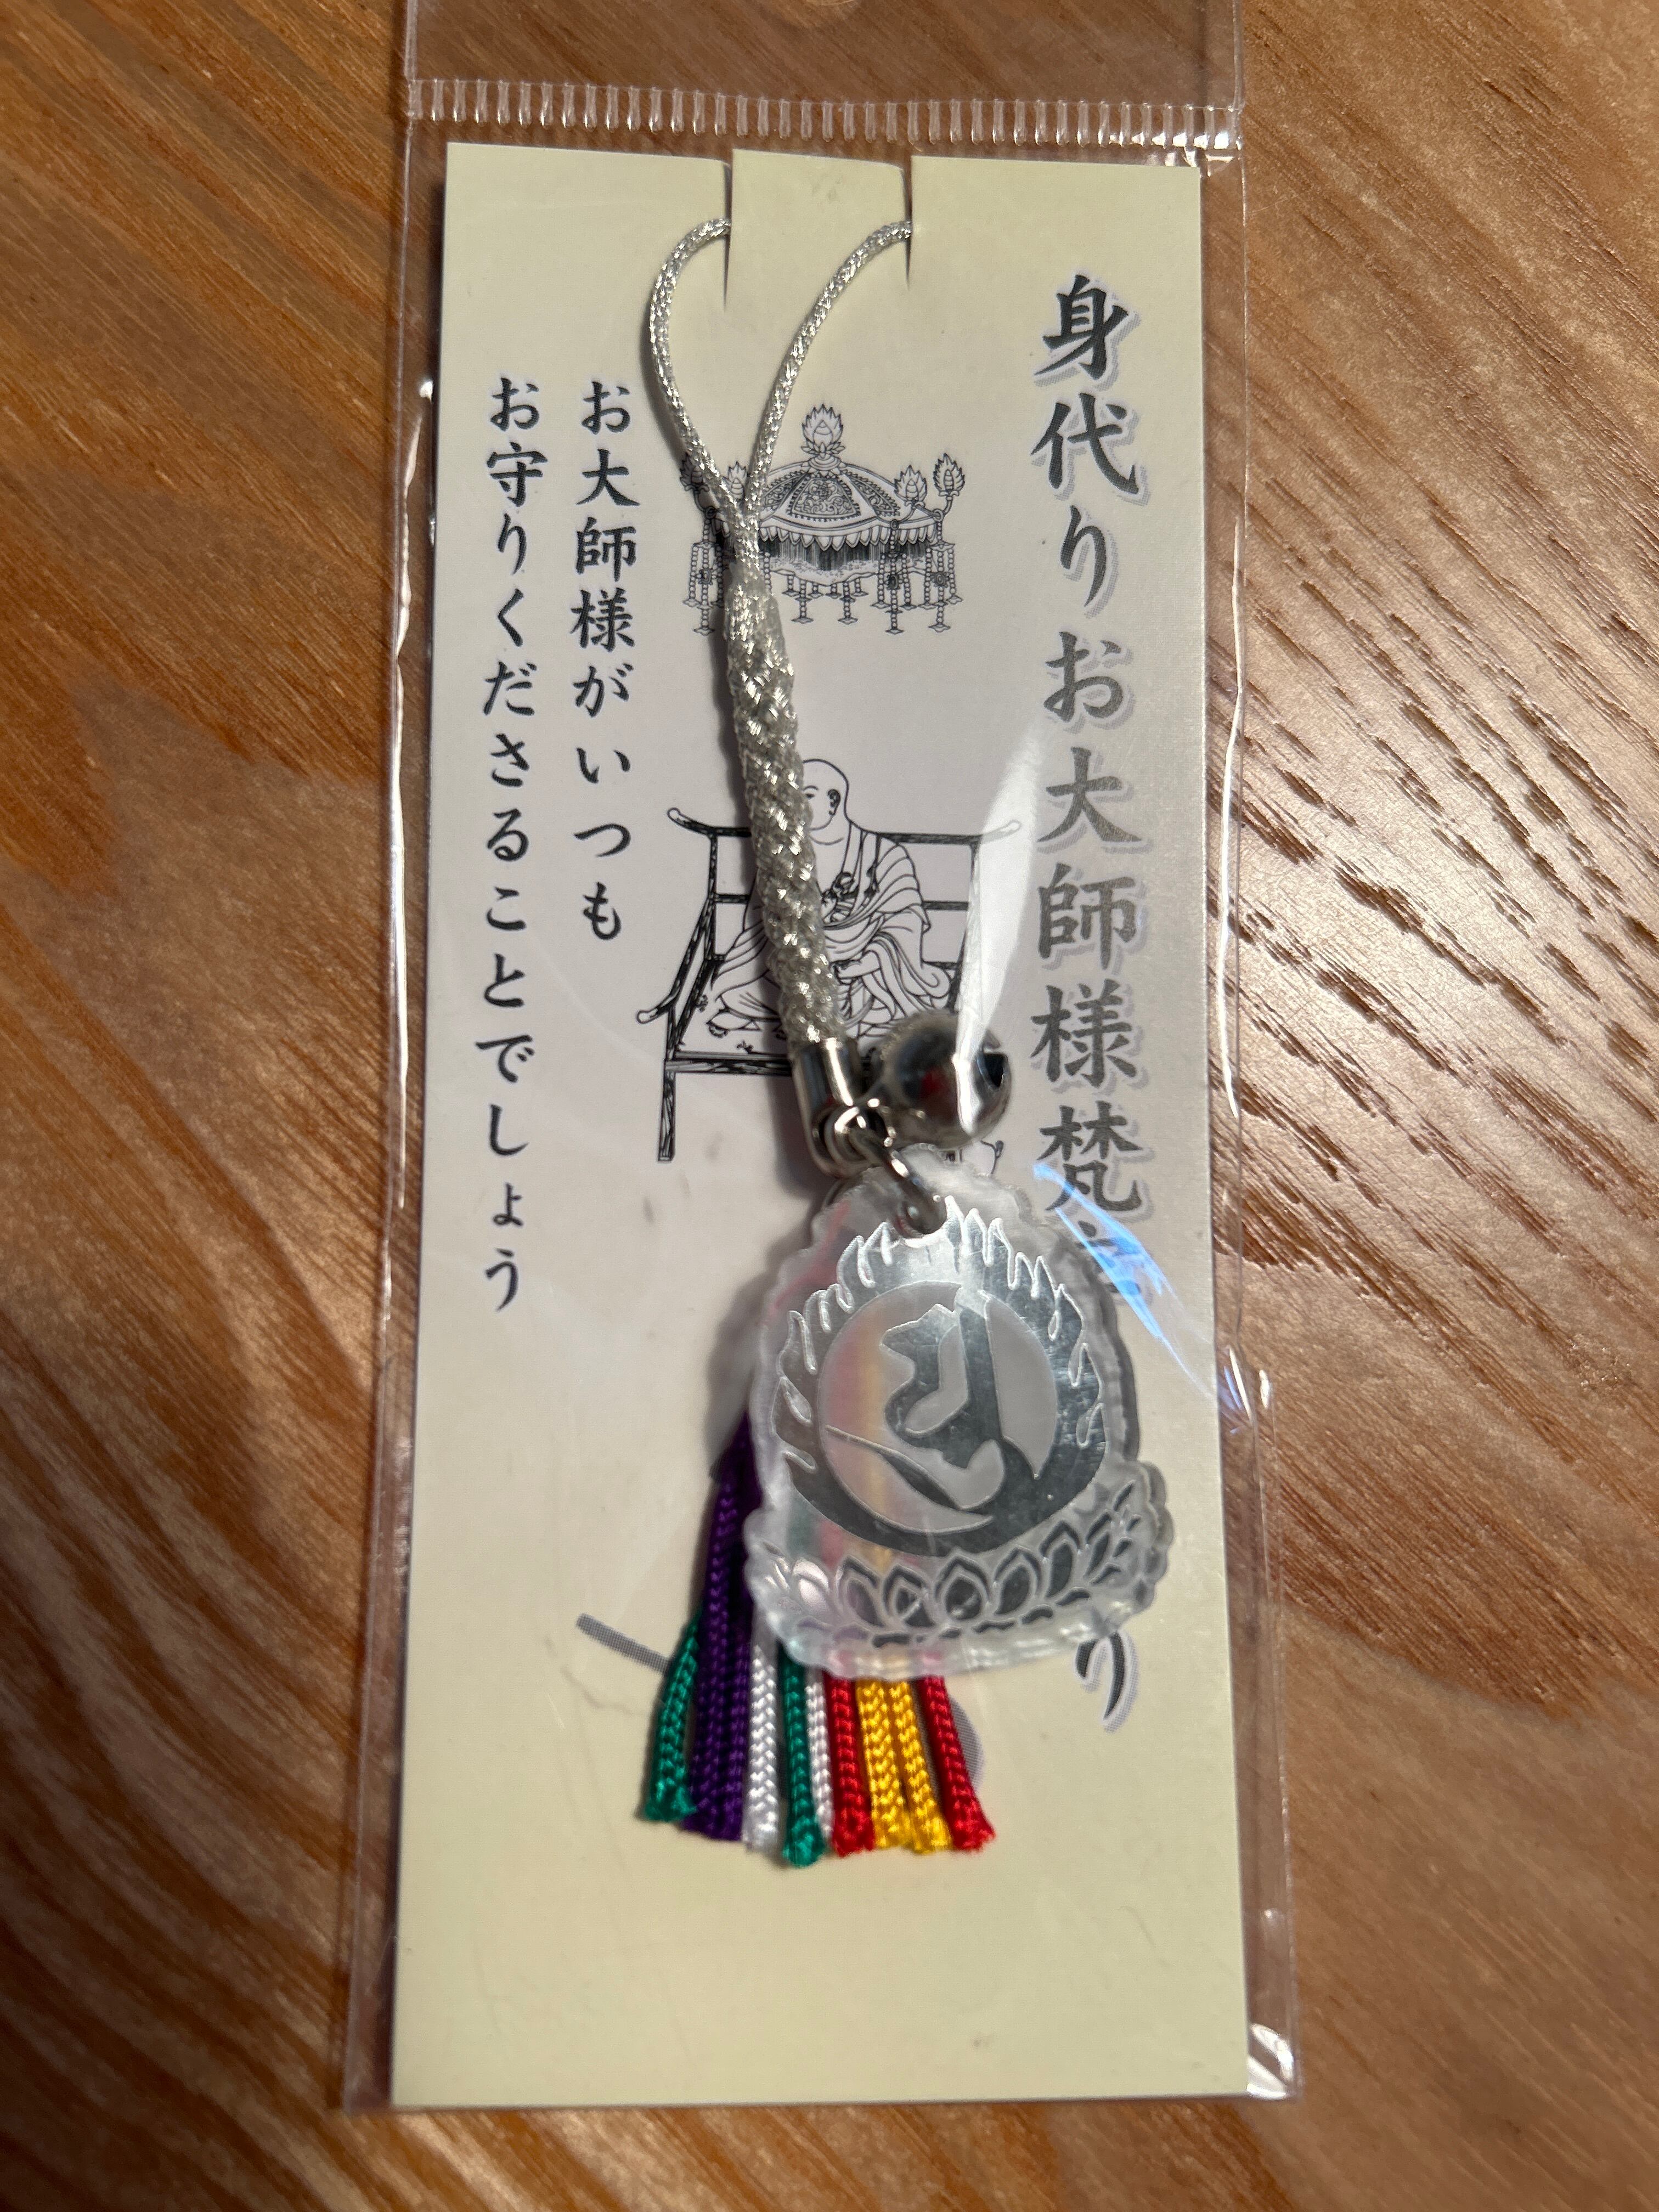 身代りお大師様梵
り
お大師様がいつも
お守りくださることでしょう